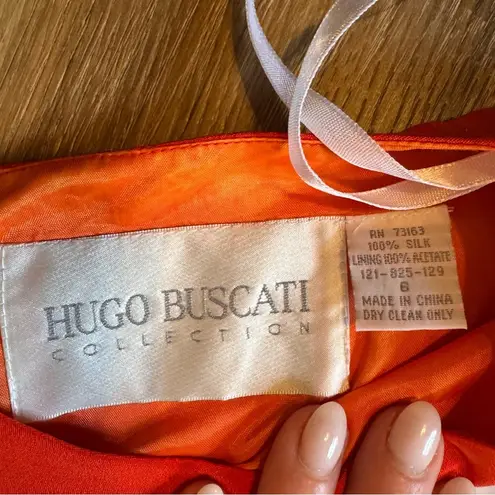 HUGO BUSCATI
COLLECTION
RN 73163
100% SILK
LINING 100% ACETATE
121-825-129
6
MADE IN CHINA
DRY CLEAN ONLY